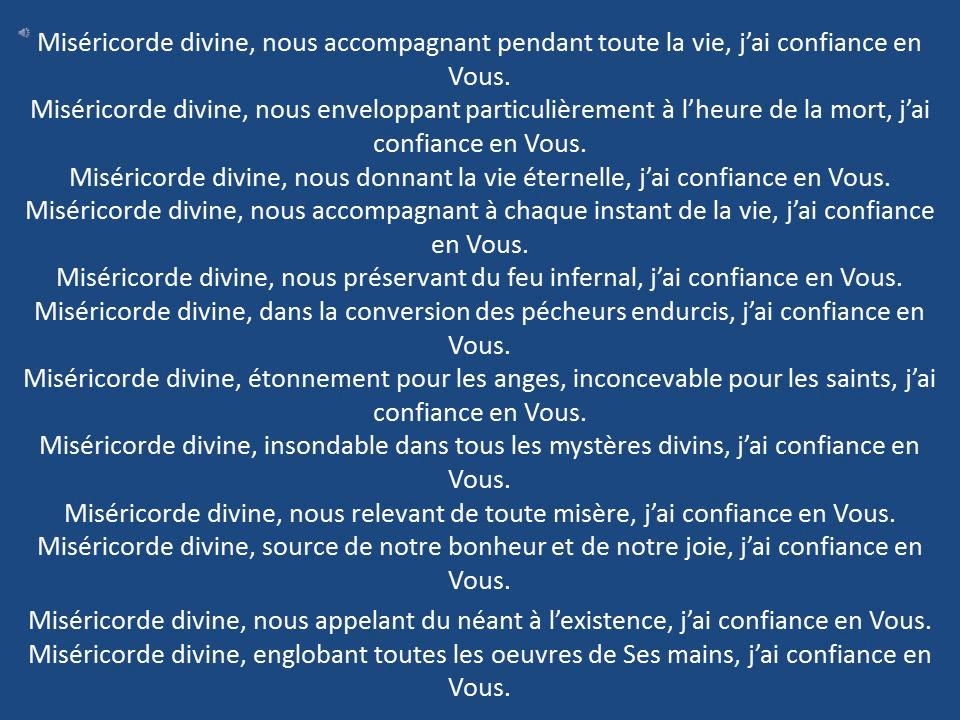 Miséricorde divine, nous accompagnant pendant toute la vie, j’ai confiance en
Vous.
Miséricorde divine, nous enveloppant particulièrement à l’heure de la mort, j’ai
confiance en Vous.
Miséricorde divine, nous donnant la vie éternelle, j’ai confiance en Vous.
Miséricorde divine, nous accompagnant à chaque instant de la vie, j’ai confiance
en Vous.
Miséricorde divine, nous préservant du feu infernal, j’ai confiance en Vous.
Miséricorde divine, dans la conversion des pécheurs endurcis, j’ai confiance en
Vous.
Miséricorde divine, étonnement pour les anges, inconcevable pour les saints, j’ai
confiance en Vous.
Miséricorde divine, insondable dans tous les mystères divins, j’ai confiance en
Vous.
Miséricorde divine, nous relevant de toute misère, j’ai confiance en Vous.
Miséricorde divine, source de notre bonheur et de notre joie, j’ai confiance en
Vous.
Miséricorde divine, nous appelant du néant à l’existence, j’ai confiance en Vous.
Miséricorde divine, englobant toutes les oeuvres de Ses mains, j’ai confiance en
Vous.